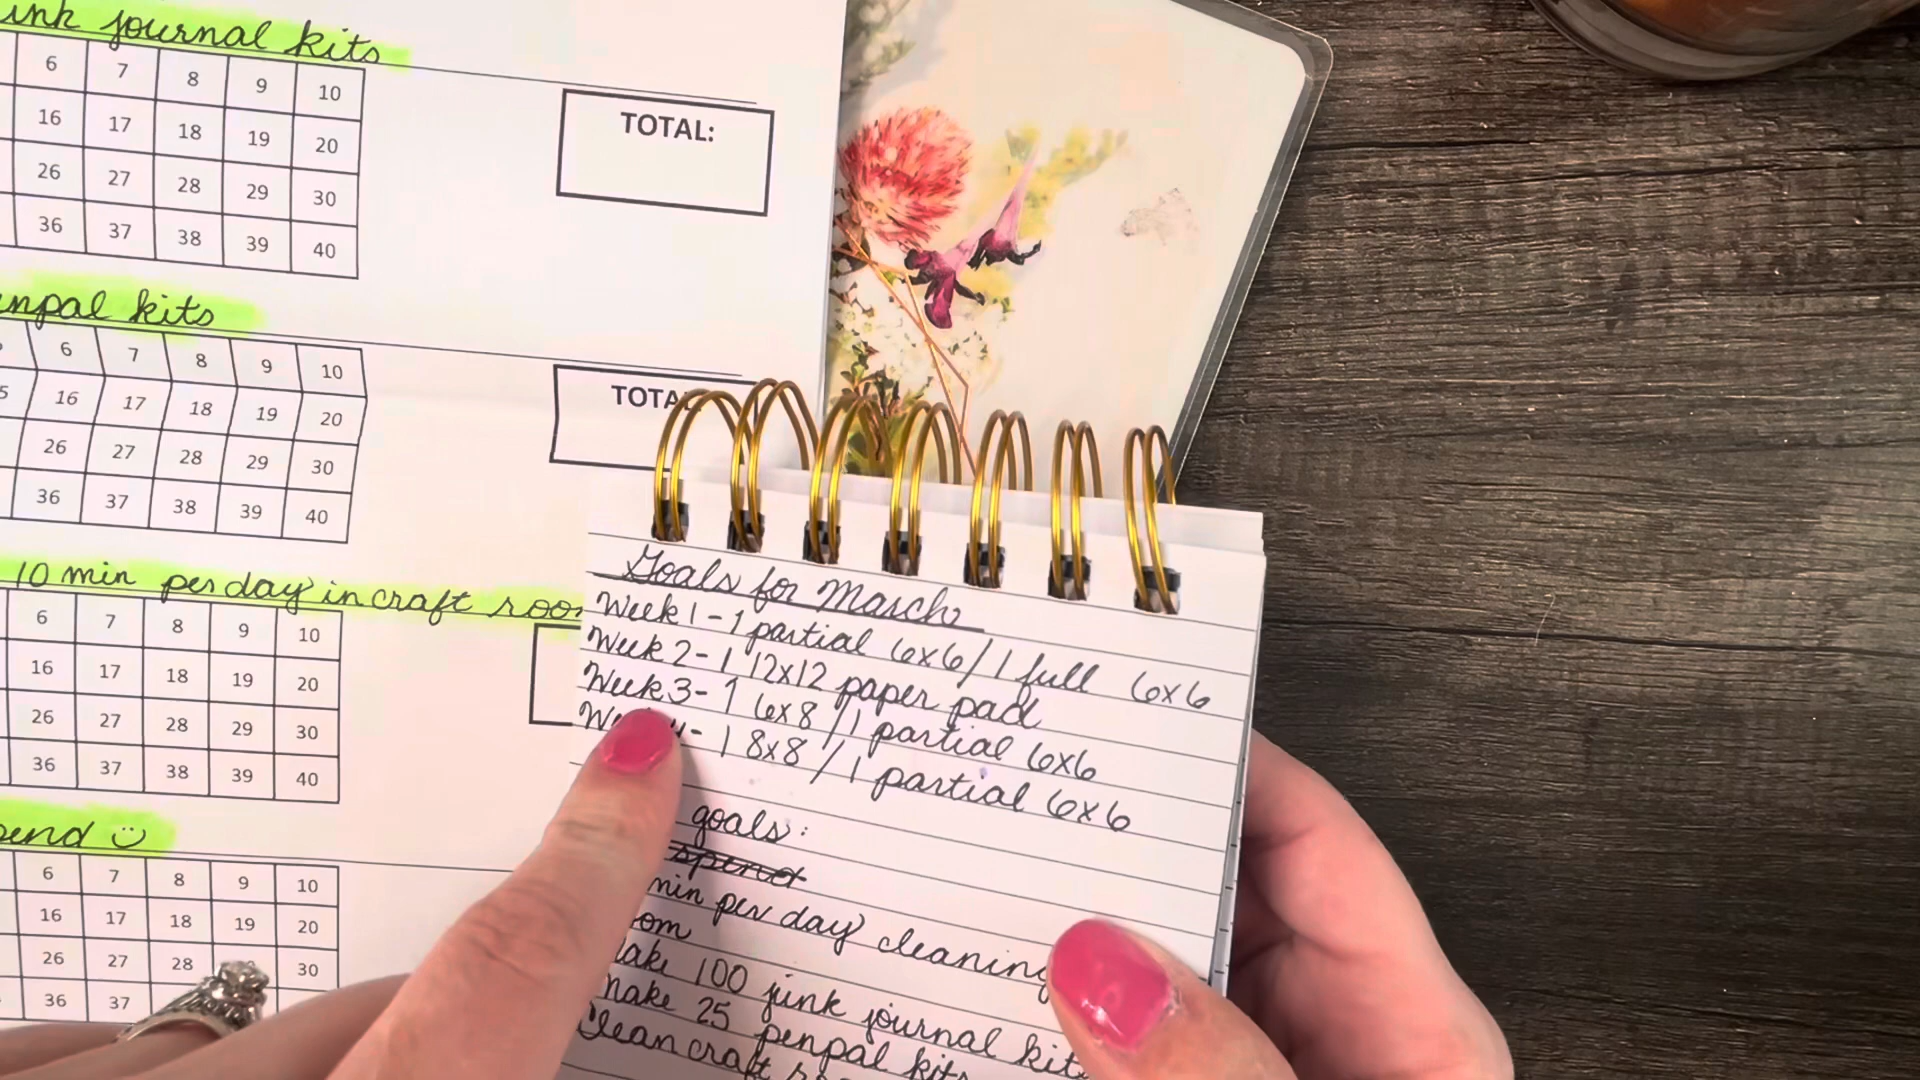 ink journal kits
6 7 8 9 10
16 17 18 19 20
26 27 28 29 30
36 37 38 39 40
TOTAL:
npal kits
6 7 8 9 10
5 16 17 18 19 20
26 27 28 29 30
36 37 38 39 40
TOTAL
10 min per day in craft roo
6 7 8 9 10
16 17 18 19 20
26 27 28 29 30
36 37 38 39 40
pend
6 7 8 9 10
16 17 18 19 20
26 27 28 30
36 37
Goals for March
Week 1 - 1 partial 6x6 / 1 full 6x6
Week 2 - 1 12x12 paper pad
Week 3 - 1 6x8 / 1 partial 6x6
We 4 - 1 8x8 / 1 partial 6x6
goals:
spend
min per day cleaning
oom
ake 100 junk journal kits
make 25 penpal kits
Clean craft